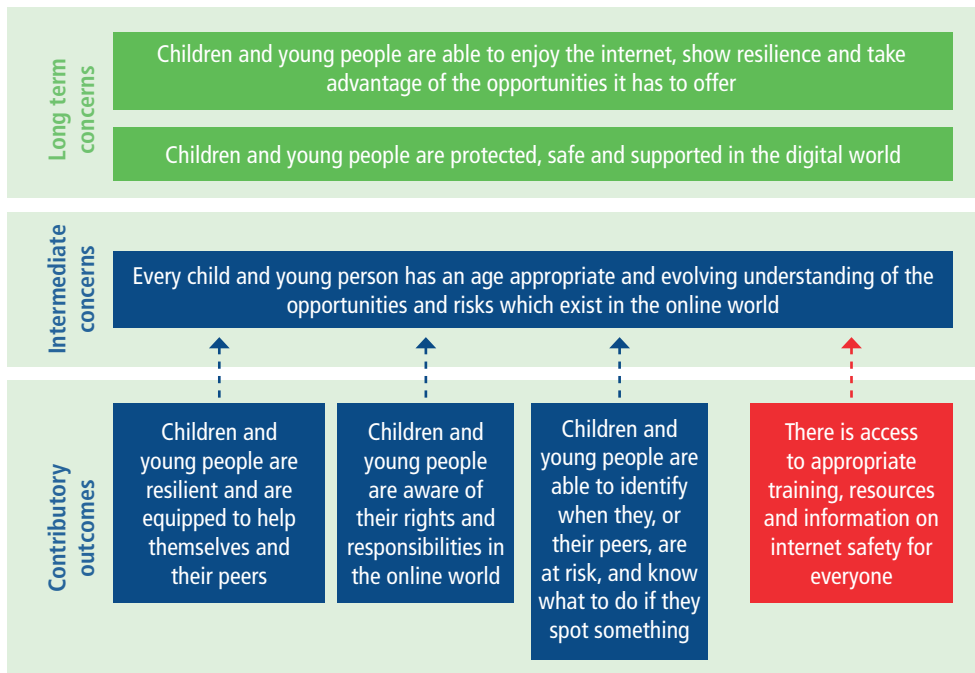 Long term
concerns
Children and young people are able to enjoy the internet, show resilience and take
advantage of the opportunities it has to offer
Children and young people are protected, safe and supported in the digital world
Intermediate
concerns
Every child and young person has an age appropriate and evolving understanding of the
opportunities and risks which exist in the online world
Contributory
outcomes
Children and
young people are
resilient and are
equipped to help
themselves and
their peers
Children and
young people
are aware of
their rights and
responsibilities in
the online world
Children and
young people are
able to identify
when they, or
their peers, are
at risk, and know
what to do if they
spot something
There is access
to appropriate
training, resources
and information on
internet safety for
everyone